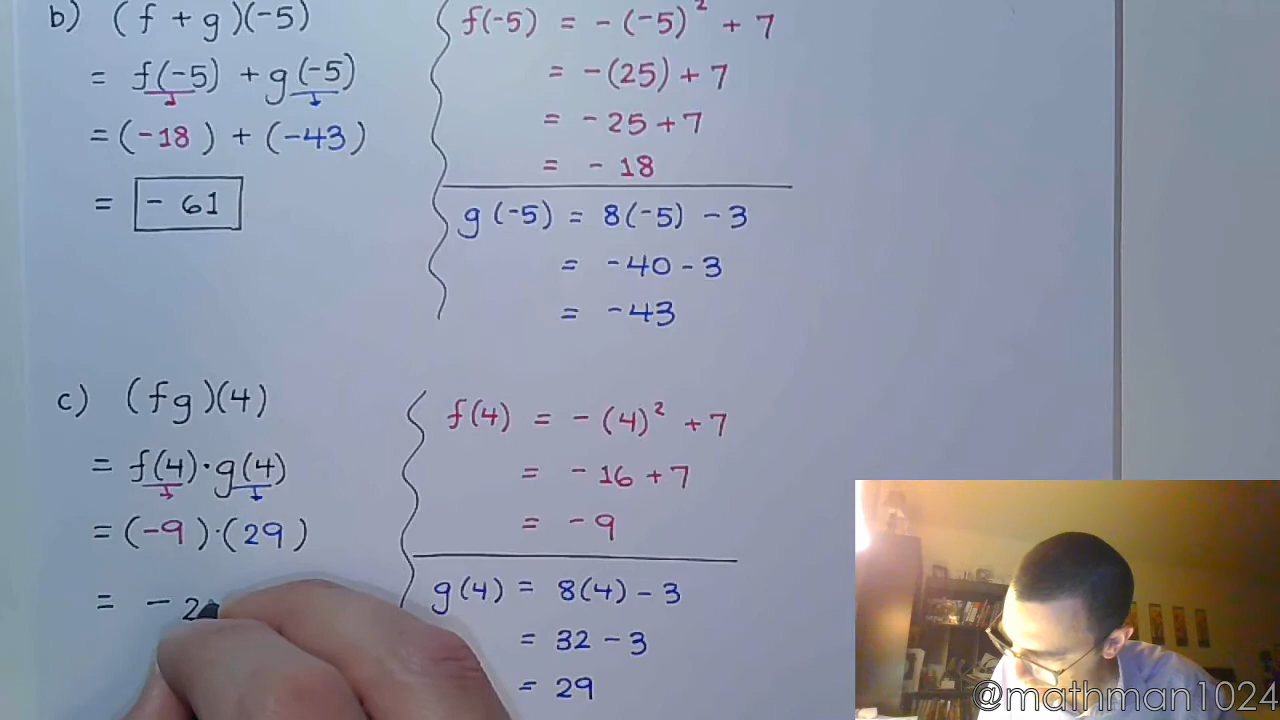 b) (f + g)(-5)
= f(-5) + g(-5)
= (-18) + (-43)
= - 61
f(-5) = - (-5)² + 7
= -(25) + 7
= - 25 + 7
= - 18
g(-5) = 8(-5) - 3
= -40 - 3
= -43
c) (fg)(4)
= f(4)·g(4)
= (-9)·(29)
= - 2
f(4) = - (4)² + 7
= - 16 + 7
= - 9
g(4) = 8(4) - 3
= 32 - 3
= 29
@mathman1024